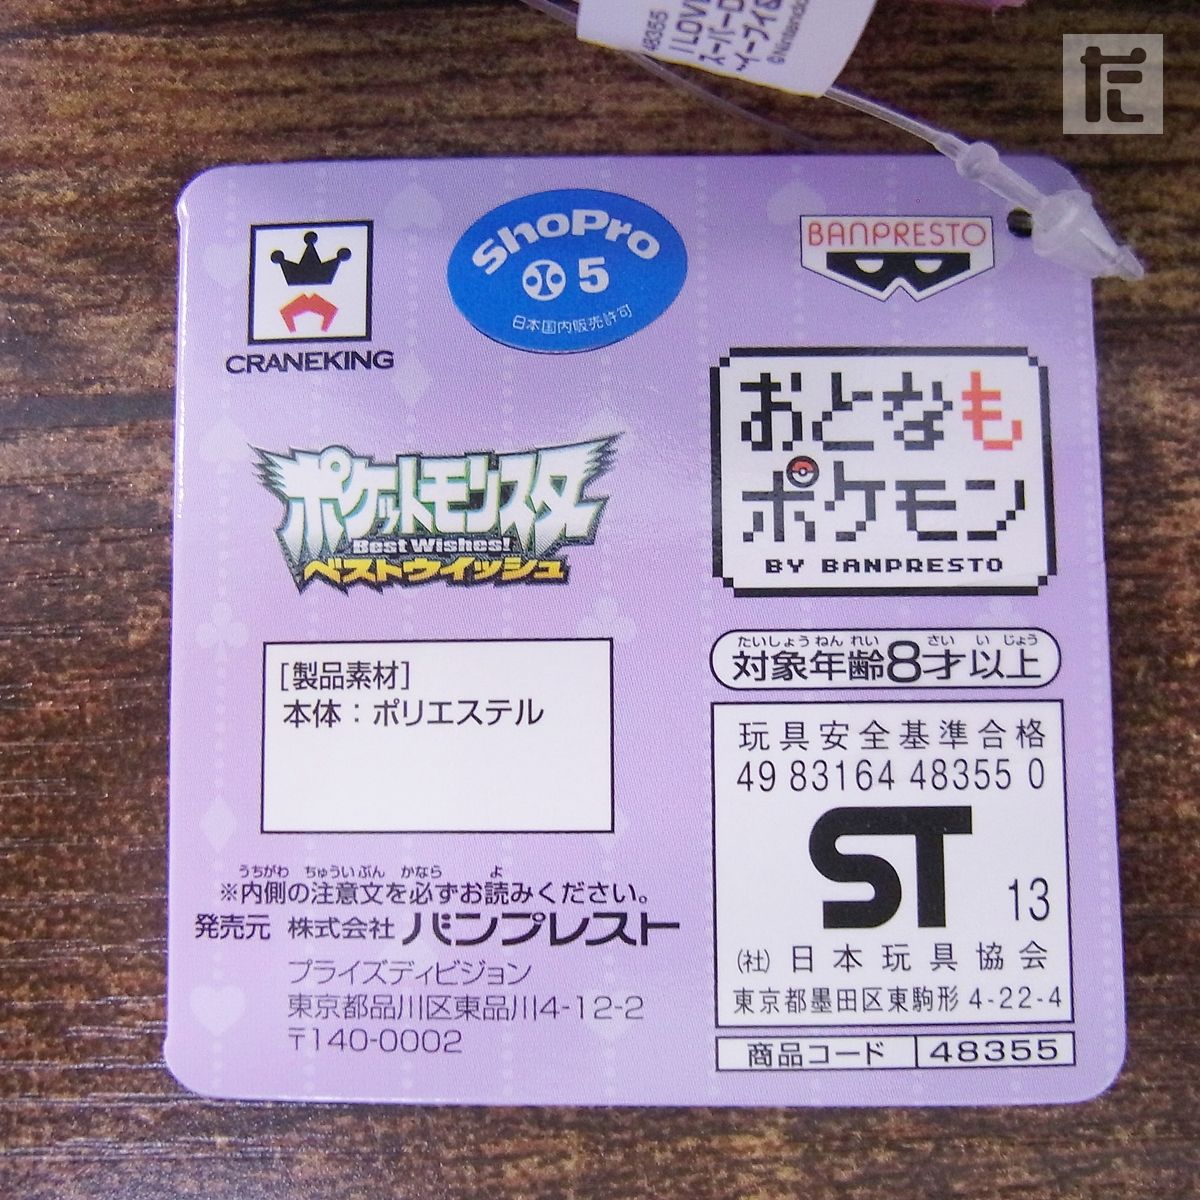 48355
©Nintendo
だ
CRANEKING
ShoPro
5
日本国内販売許可
BANPRESTO
ポケットモンスター
Best Wishes!
ベストウイッシュ
おとなも
ポケモン
BY BANPRESTO
たいしょうねんれい さい いじょう
対象年齢8才以上
[製品素材]
本体：ポリエステル
玩具安全基準合格
49 83164 48355 0
ST
13
(社)日本玩具協会
東京都墨田区東駒形 4-22-4
商品コード 48355
うちがわ ちゅういぶん かなら よ
※内側の注意文を必ずお読みください。
発売元 株式会社 バンプレスト
プライズディビジョン
東京都品川区東品川4-12-2
〒140-0002